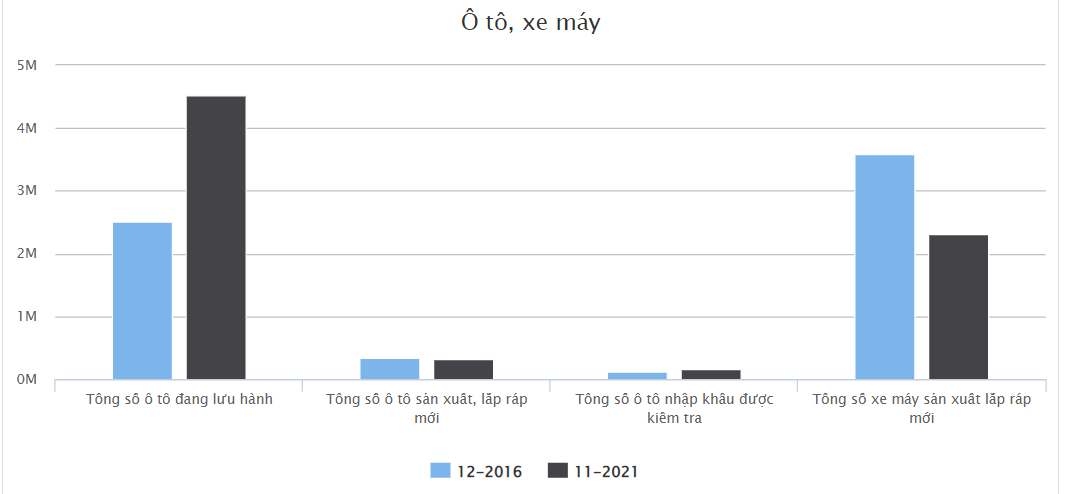 Ô tô, xe máy
5M
4M
3M
2M
1M
0M
Tổng số ô tô đang lưu hành
Tổng số ô tô sản xuất, lắp ráp
mới
Tổng số ô tô nhập khẩu được
kiểm tra
Tổng số xe máy sản xuất lắp ráp
mới
12-2016
11-2021